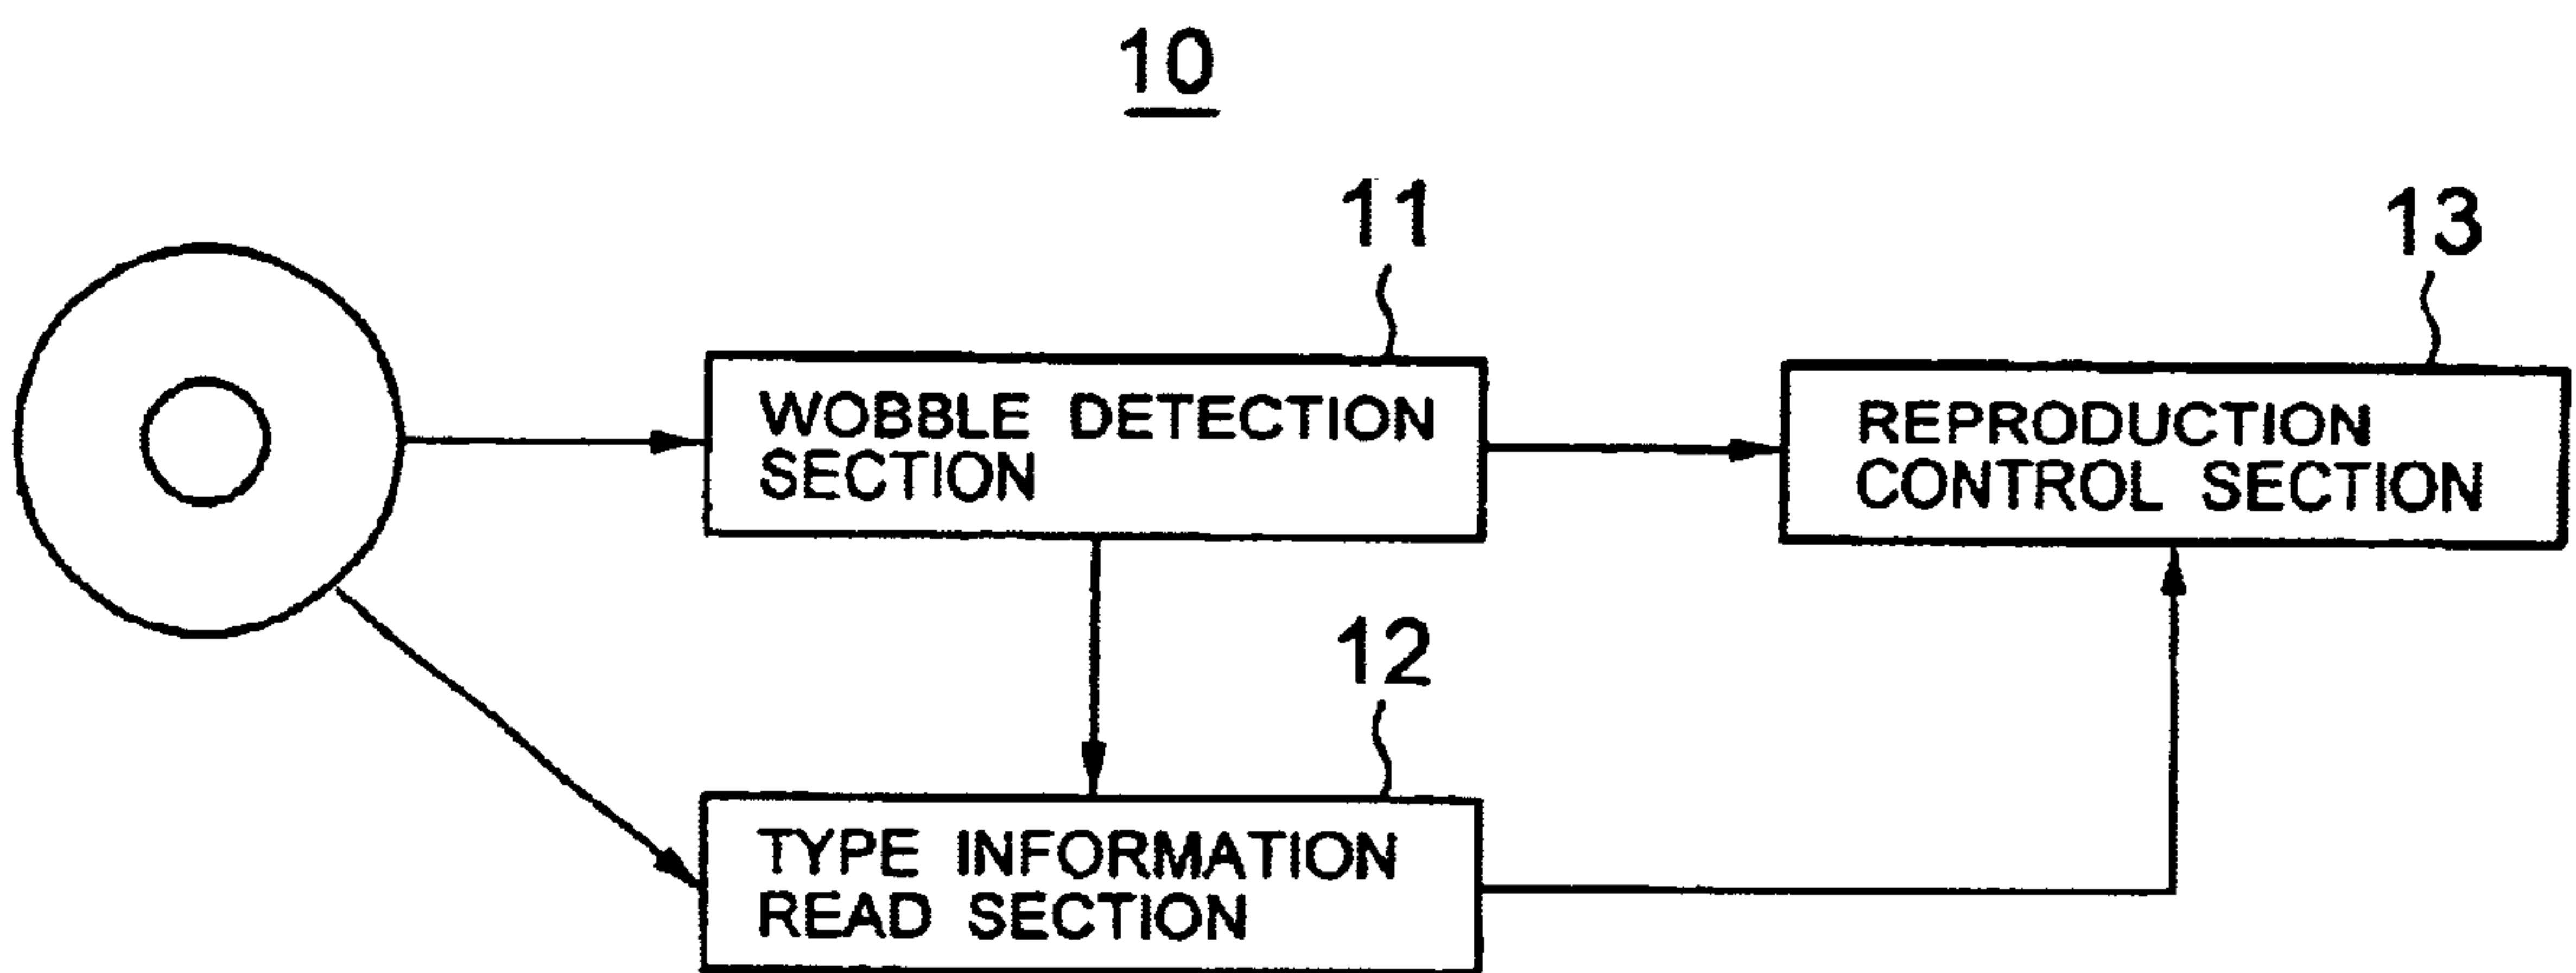 10
11
13
WOBBLE DETECTION
SECTION
REPRODUCTION
CONTROL SECTION
12
TYPE INFORMATION
READ SECTION